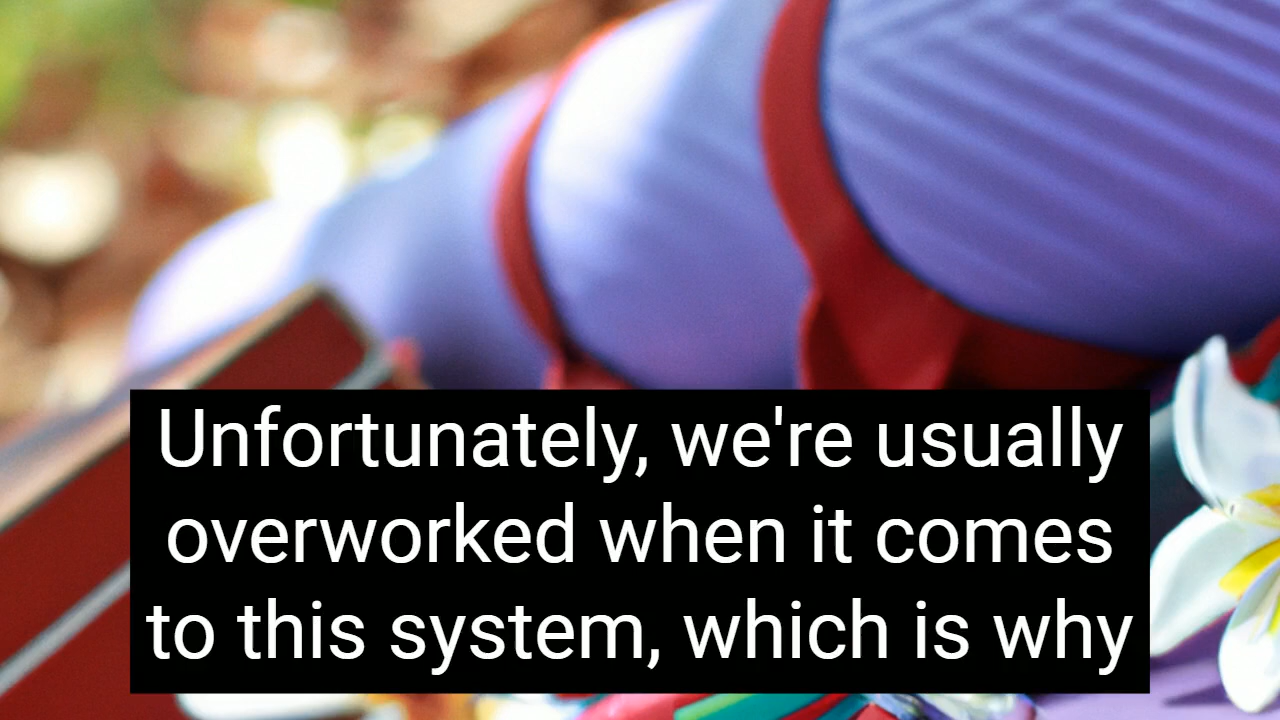 Unfortunately, we're usually
overworked when it comes
to this system, which is why